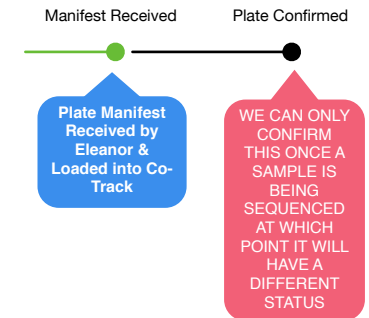 Manifest Received
Plate Confirmed
Plate Manifest
Received by
Eleanor &
Loaded into Co-
Track
WE CAN ONLY
CONFIRM
THIS ONCE A
SAMPLE IS
BEING
SEQUENCED
AT WHICH
POINT IT WILL
HAVE A
DIFFERENT
STATUS